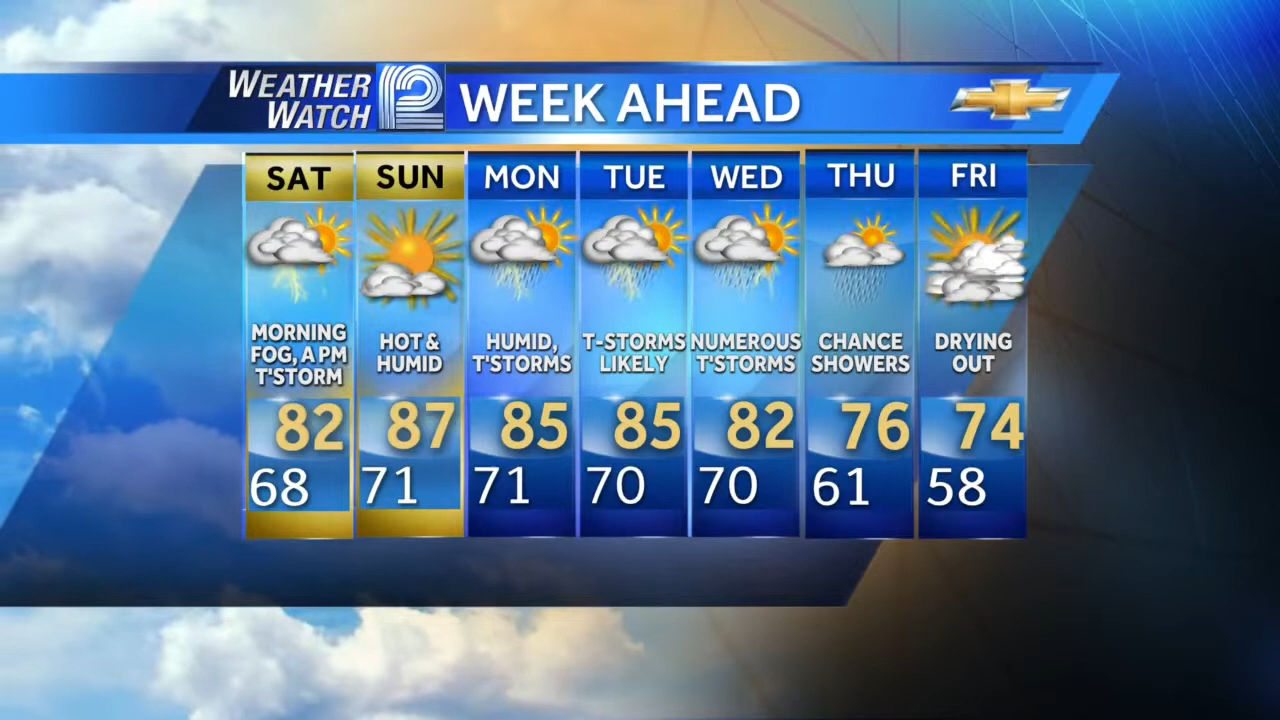 WEATHER
WATCH
12
WEEK AHEAD
SAT
SUN
MON
TUE
WED
THU
FRI
MORNING
FOG, A PM
T'STORM
HOT &
HUMID
HUMID,
T'STORMS
T-STORMS
LIKELY
NUMEROUS
T'STORMS
CHANCE
SHOWERS
DRYING
OUT
82
87
85
85
82
76
74
68
71
71
70
70
61
58